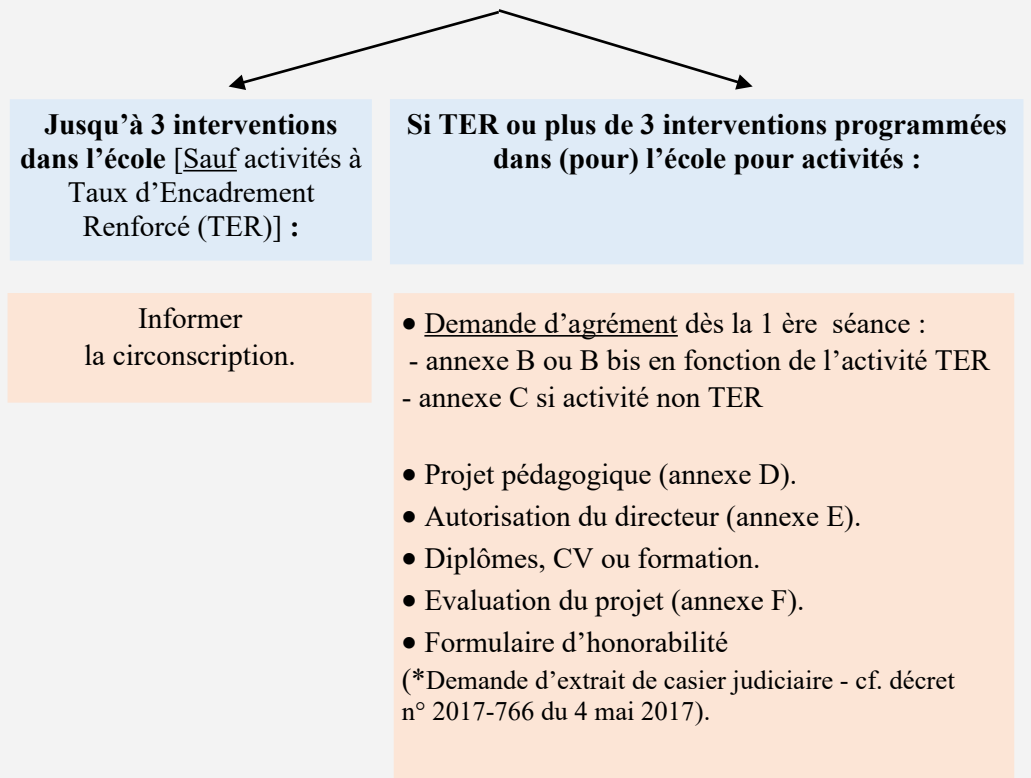 Jusqu’à 3 interventions
dans l’école [Sauf activités à
Taux d’Encadrement
Renforcé (TER)] :
Si TER ou plus de 3 interventions programmées
dans (pour) l’école pour activités :
Informer
la circonscription.
• Demande d’agrément dès la 1 ère séance :
- annexe B ou B bis en fonction de l’activité TER
- annexe C si activité non TER
• Projet pédagogique (annexe D).
• Autorisation du directeur (annexe E).
• Diplômes, CV ou formation.
• Evaluation du projet (annexe F).
• Formulaire d’honorabilité
(*Demande d’extrait de casier judiciaire - cf. décret
n° 2017-766 du 4 mai 2017).